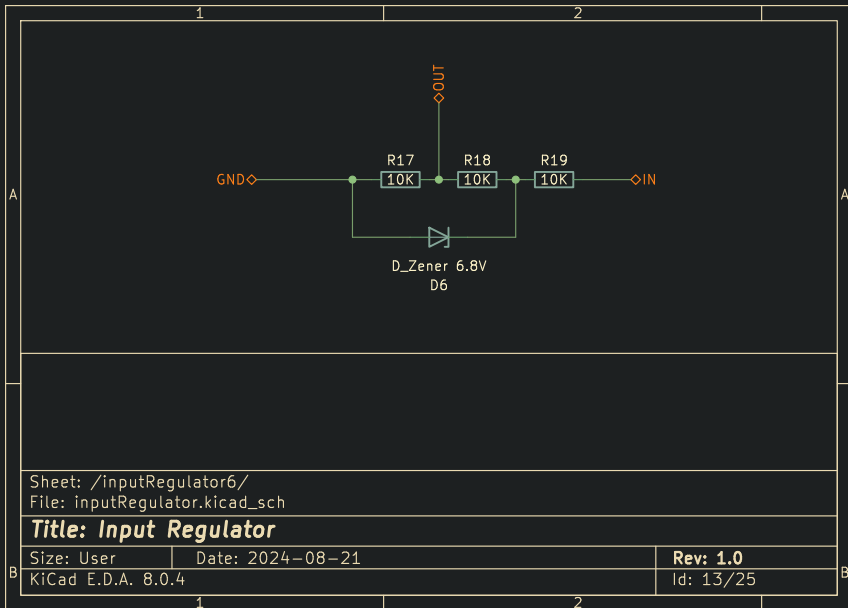 1 2
OUT
R17 R18 R19
GND 10K 10K 10K IN
A A
D_Zener 6.8V
D6
Sheet: /inputRegulator6/
File: inputRegulator.kicad_sch
Title: Input Regulator
Size: User Date: 2024-08-21 Rev: 1.0
B B
KiCad E.D.A. 8.0.4 Id: 13/25
1 2